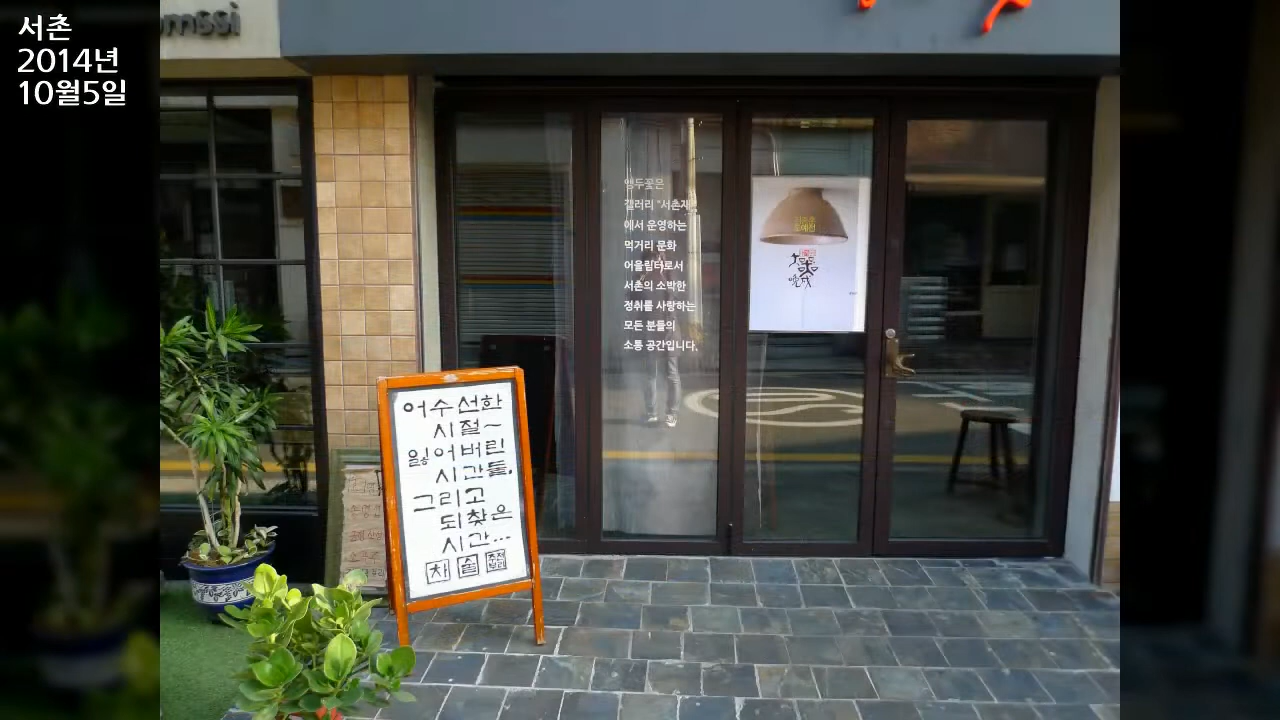 서촌
2014년
10월5일
omssi
앵두꽃은
갤러리 "서촌재"
에서 운영하는
먹거리 문화
어울림터로서
서촌의 소박한
정취를 사랑하는
모든 분들의
소통 공간입니다.
어수선한
시절~
잃어버린
시간들,
그리고
되찾은
시간...
차 술